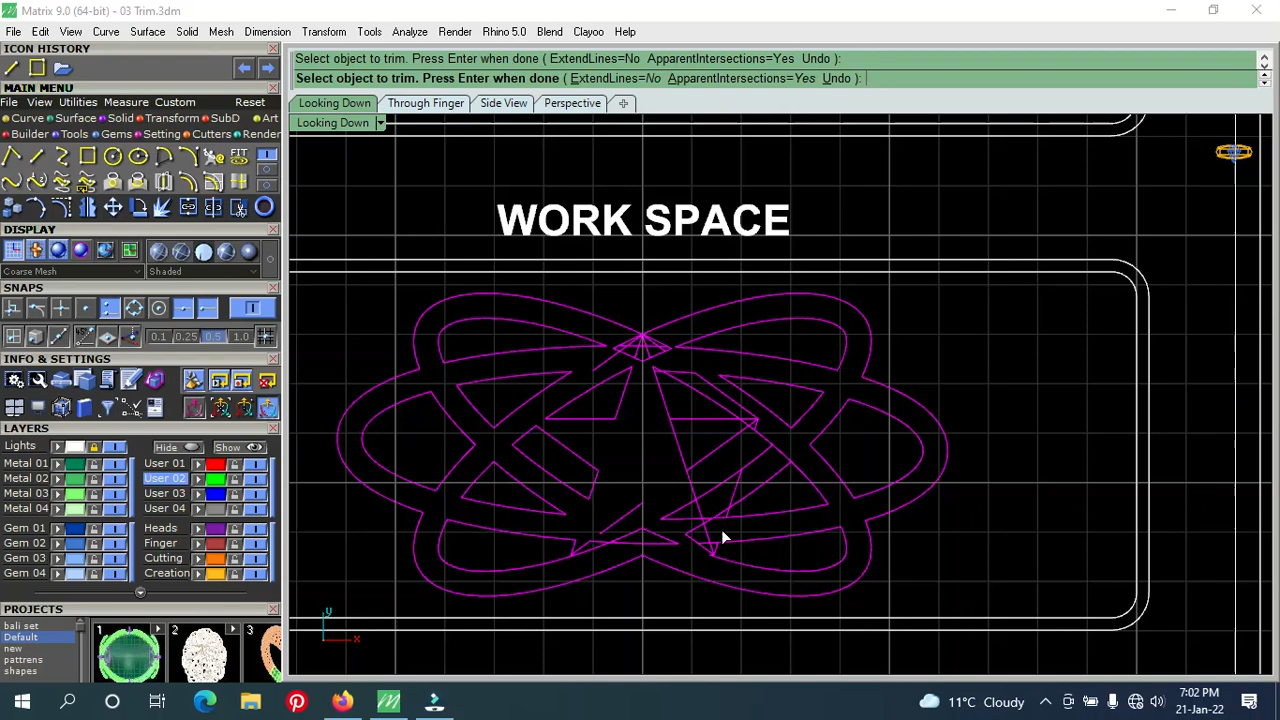 Matrix 9.0 (64-bit) - 03 Trim.3dm
File Edit View Curve Surface Solid Mesh Dimension Transform Tools Analyze Render Rhino 5.0 Blend Clayoo Help
ICON HISTORY
Select object to trim. Press Enter when done ( ExtendLines=No ApparentIntersections=Yes Undo ):
Select object to trim. Press Enter when done ( ExtendLines=No ApparentIntersections=Yes Undo ):
MAIN MENU
File View Utilities Measure Custom Reset
Curve Surface Solid Transform SubD Art
Builder Tools Gems Setting Cutters Render
Looking Down Through Finger Side View Perspective
Looking Down
FIT
WORK SPACE
DISPLAY
Coarse Mesh Shaded
SNAPS
0.1 0.25 0.5 1.0
INFO & SETTINGS
LAYERS
Lights Hide Show
Metal 01 User 01
Metal 02 User 02
Metal 03 User 03
Metal 04 User 04
Gem 01 Heads
Gem 02 Finger
Gem 03 Cutting
Gem 04 Creation
PROJECTS
bali set
Default
new
pattrens
shapes
1 2 3
y
x
11°C Cloudy
7:02 PM
21-Jan-22